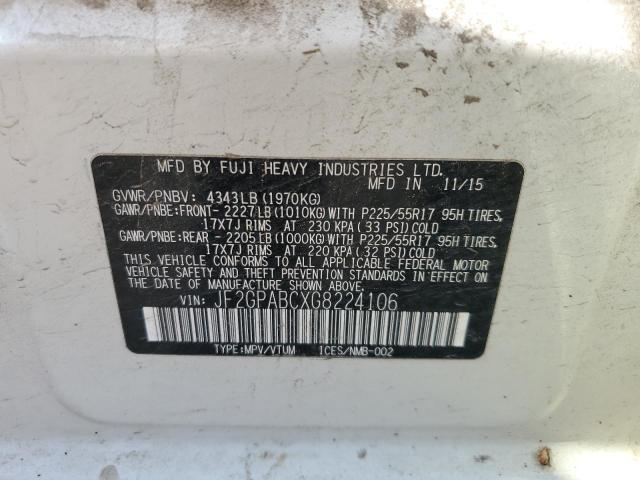 MFD BY FUJI HEAVY INDUSTRIES LTD.
MFD IN 11/15
GVWR/PNBV: 4343LB (1970KG)
GAWR/PNBE:FRONT- 2227LB (1010KG) WITH P225/55R17 95H TIRES,
17X7J RIMS AT 230 KPA (33 PSI) COLD
GAWR/PNBE:REAR - 2205LB (1000KG) WITH P225/55R17 95H TIRES,
17X7J RIMS AT 220 KPA (32 PSI) COLD
THIS VEHICLE CONFORMS TO ALL APPLICABLE FEDERAL MOTOR
VEHICLE SAFETY AND THEFT PREVENTION STANDARDS IN EFFECT ON
THE DATE OF MANUFACTURE SHOWN ABOVE.
VIN: JF2GPABCXG8224106
TYPE:MPV/VTUM ICES/NMB-002